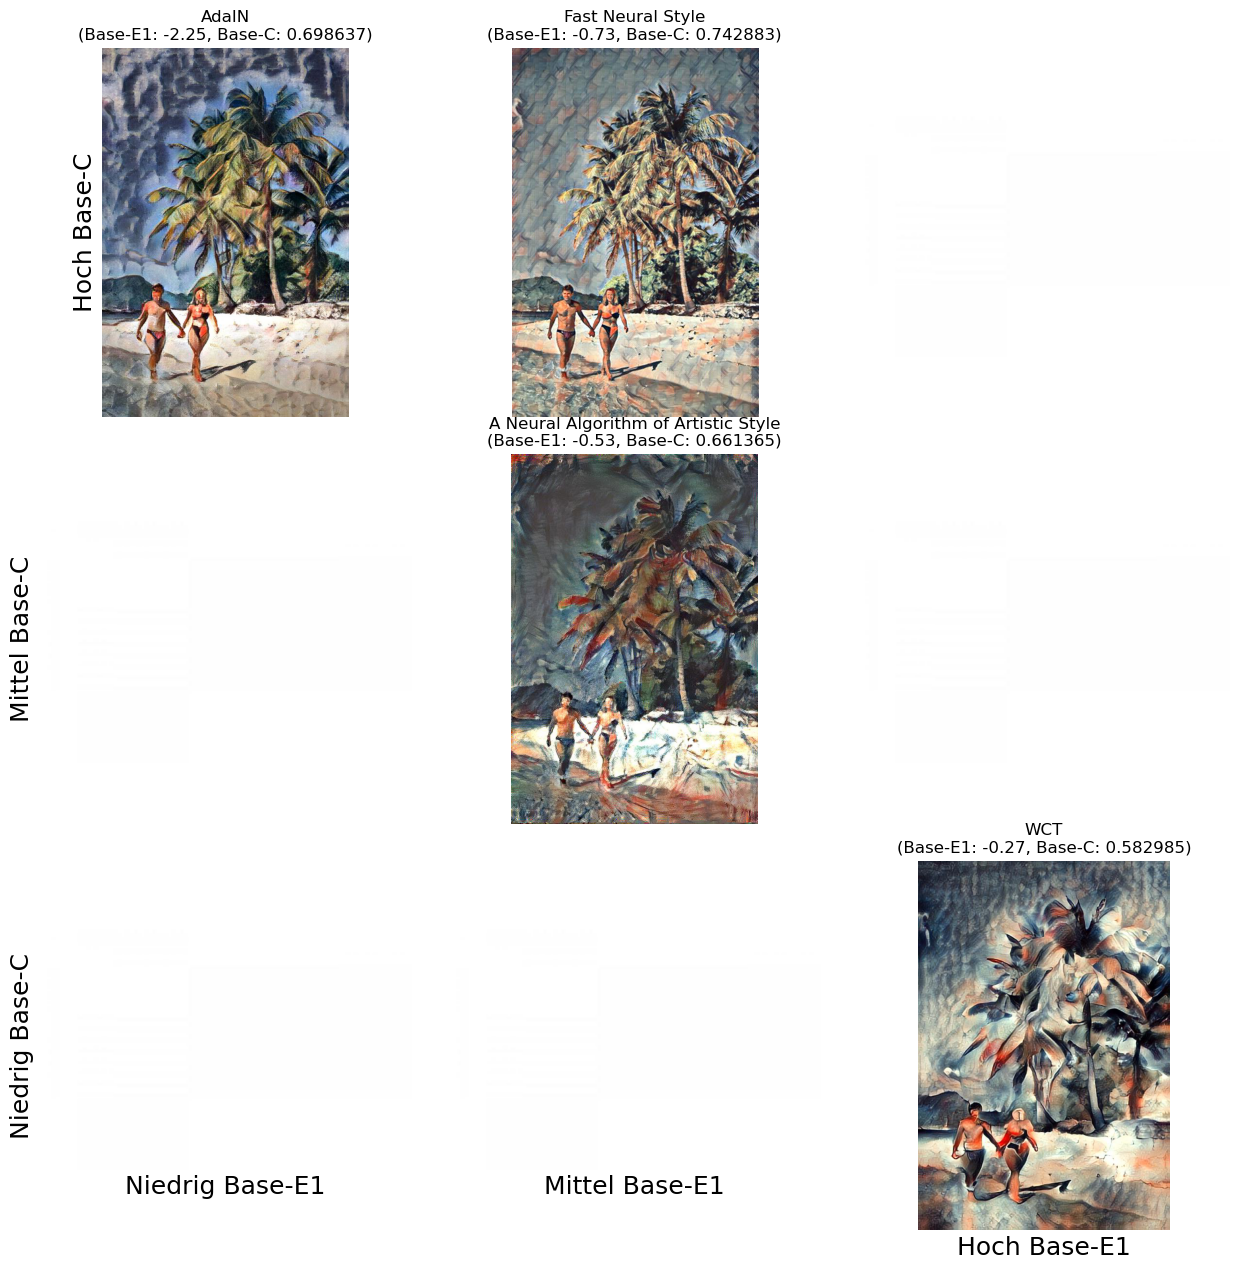 AdaIN
(Base-E1: -2.25, Base-C: 0.698637)
Fast Neural Style
(Base-E1: -0.73, Base-C: 0.742883)
Hoch Base-C
A Neural Algorithm of Artistic Style
(Base-E1: -0.53, Base-C: 0.661365)
Mittel Base-C
WCT
(Base-E1: -0.27, Base-C: 0.582985)
Niedrig Base-C
Niedrig Base-E1
Mittel Base-E1
Hoch Base-E1